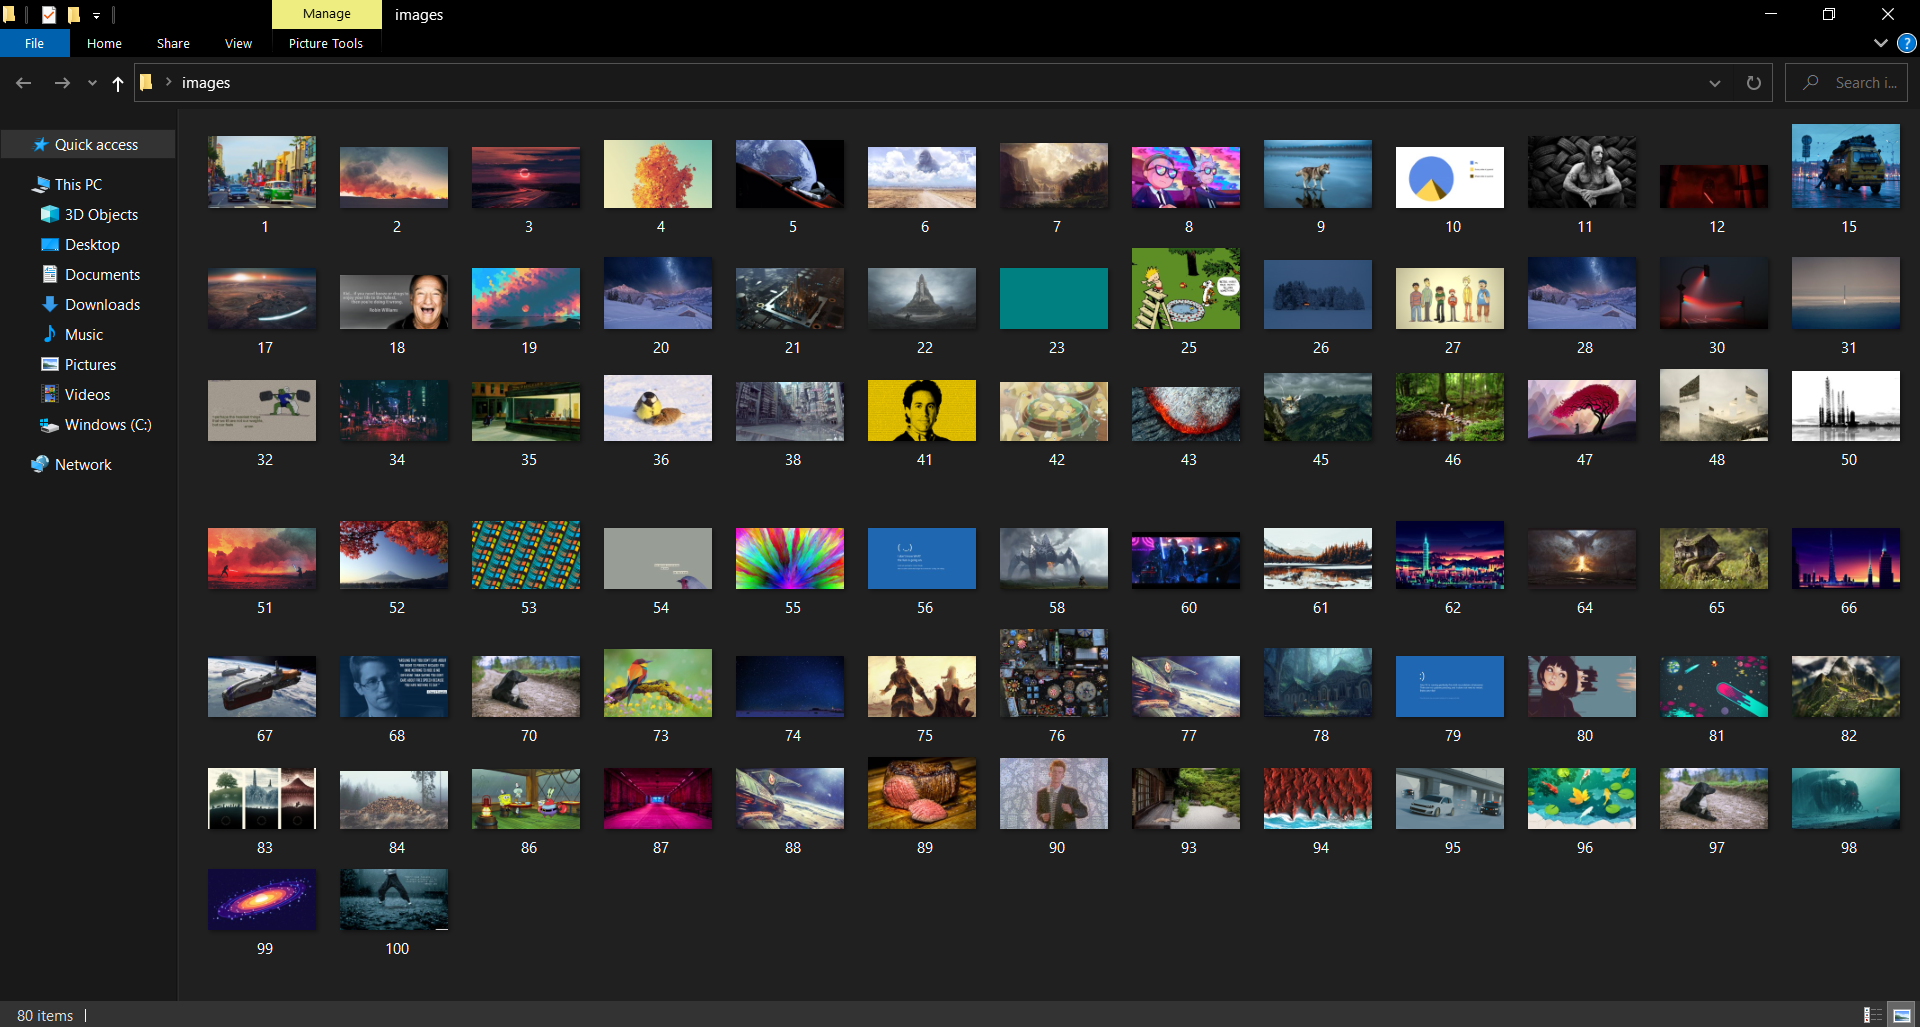 Manage
images
File
Home
Share
View
Picture Tools
images
Search i...
Quick access
This PC
3D Objects
Desktop
Documents
Downloads
Music
Pictures
Videos
Windows (C:)
Network
1 2 3 4 5 6 7 8 9 10 11 12 15
17 18 19 20 21 22 23 25 26 27 28 30 31
32 34 35 36 38 41 42 43 45 46 47 48 50
51 52 53 54 55 56 58 60 61 62 64 65 66
67 68 70 73 74 75 76 77 78 79 80 81 82
83 84 86 87 88 89 90 93 94 95 96 97 98
99 100
80 items